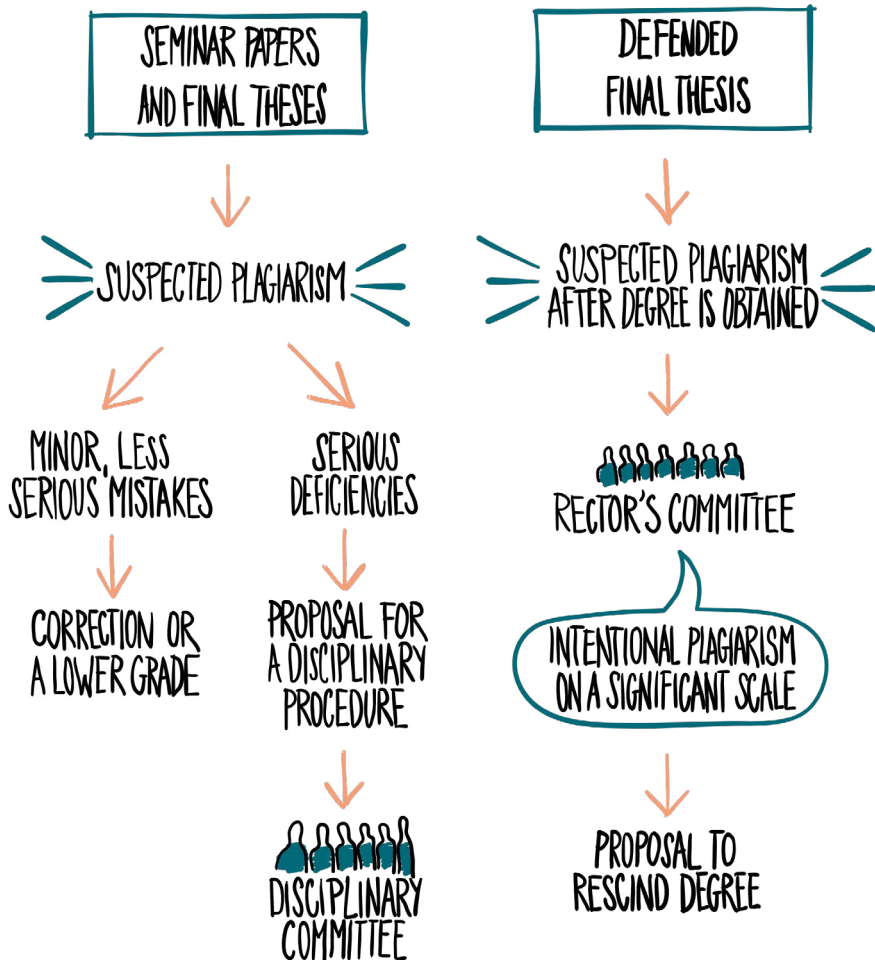 SEMINAR PAPERS
AND FINAL THESES
SUSPECTED PLAGIARISM
MINOR, LESS
SERIOUS MISTAKES
CORRECTION OR
A LOWER GRADE
SERIOUS
DEFICIENCIES
PROPOSAL FOR
A DISCIPLINARY
PROCEDURE
DISCIPLINARY
COMMITTEE
DEFENDED
FINAL THESIS
SUSPECTED PLAGIARISM
AFTER DEGREE IS OBTAINED
RECTOR'S COMMITTEE
INTENTIONAL PLAGIARISM
ON A SIGNIFICANT SCALE
PROPOSAL TO
RESCIND DEGREE